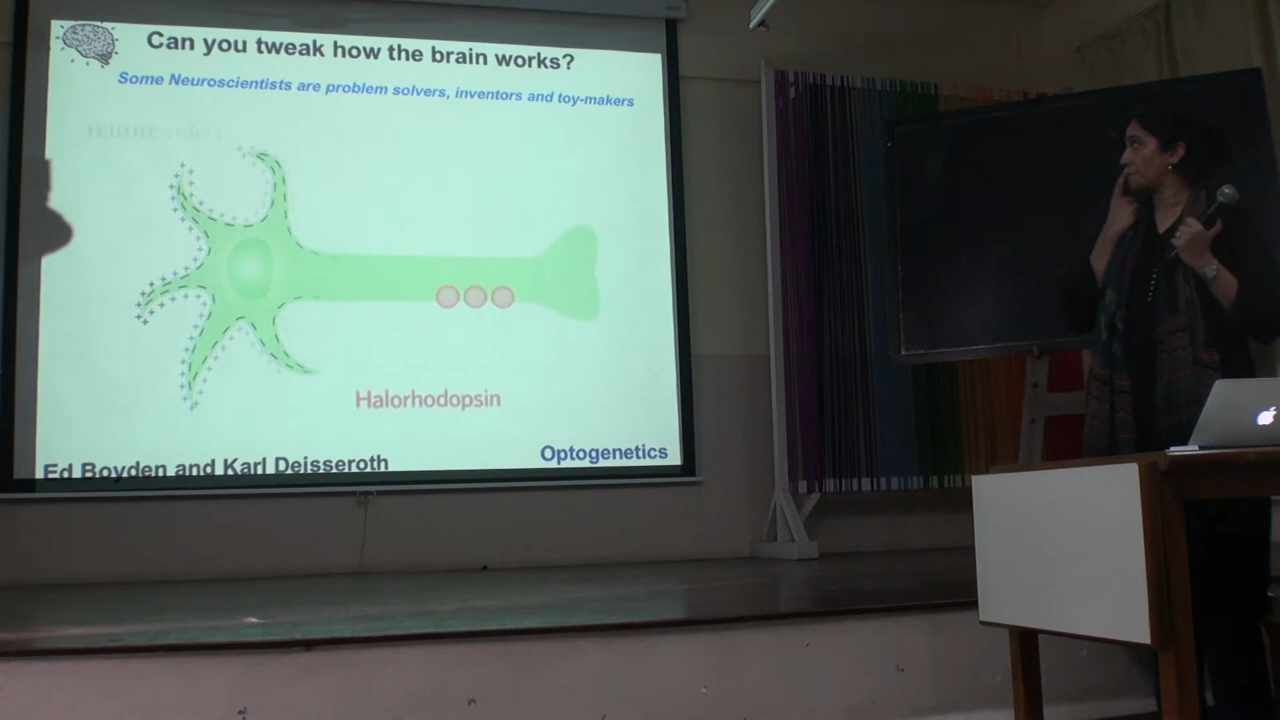 Can you tweak how the brain works?
Some Neuroscientists are problem solvers, inventors and toy-makers
Halorhodopsin
Optogenetics
Ed Boyden and Karl Deisseroth